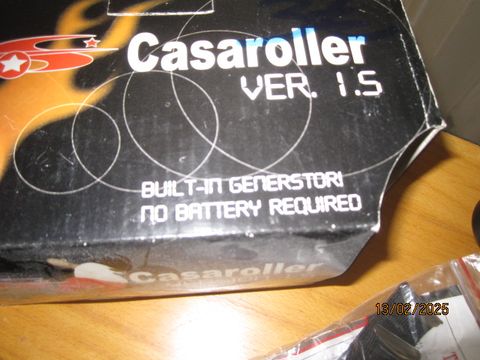 Casaroller
VER. 1.5
BUILT-IN GENERSTOR!
NO BATTERY REQUIRED
Casaroller
13/02/2025